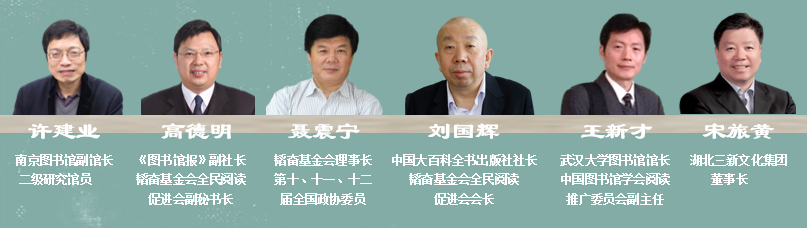 许建业
南京图书馆副馆长
二级研究馆员
高德明
《图书馆报》副社长
韬奋基金会全民阅读
促进会副秘书长
聂震宁
韬奋基金会理事长
第十、十一、十二
届全国政协委员
刘国辉
中国大百科全书出版社社长
韬奋基金会全民阅读
促进会会长
王新才
武汉大学图书馆馆长
中国图书馆学会阅读
推广委员会副主任
宋旅黄
湖北三新文化集团
董事长